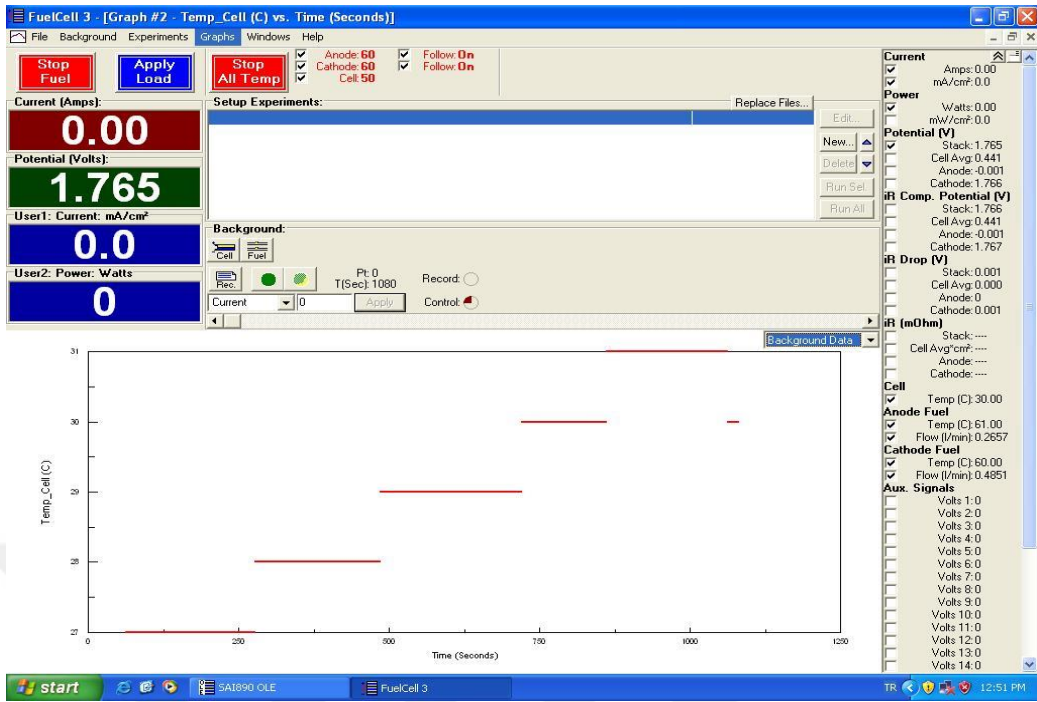 FuelCell 3 - [Graph #2 - Temp_Cell (C) vs. Time (Seconds)]
File Background Experiments Graphs Windows Help
Stop Fuel
Apply Load
Stop All Temp
Anode: 60 Follow: On
Cathode: 60 Follow: On
Cell: 50
Current (Amps):
0.00
Potential (Volts):
1.765
User1: Current: mA/cm²
0.0
User2: Power: Watts
0
Setup Experiments:
Replace Files...
Edit...
New...
Delete
Run Sel.
Run All
Background:
Cell Fuel
Rec.
Pt: 0
T(Sec): 1080
Record:
Current 0 Apply Control:
Background Data
31
30
29
28
27
Temp_Cell (C)
0 250 500 750 1000 1250
Time (Seconds)
Current
Amps: 0.00
mA/cm²: 0.0
Power
Watts: 0.00
mW/cm²: 0.0
Potential (V)
Stack: 1.765
Cell Avg: 0.441
Anode: -0.001
Cathode: 1.766
iR Comp. Potential (V)
Stack: 1.766
Cell Avg: 0.441
Anode: -0.001
Cathode: 1.767
iR Drop (V)
Stack: 0.001
Cell Avg: 0.000
Anode: 0
Cathode: 0.001
iR (mOhm)
Stack: ----
Cell Avg*cm²: ----
Anode: ----
Cathode: ----
Cell
Temp (C): 30.00
Anode Fuel
Temp (C): 61.00
Flow (l/min): 0.2657
Cathode Fuel
Temp (C): 60.00
Flow (l/min): 0.4851
Aux. Signals
Volts 1: 0
Volts 2: 0
Volts 3: 0
Volts 4: 0
Volts 5: 0
Volts 6: 0
Volts 7: 0
Volts 8: 0
Volts 9: 0
Volts 10: 0
Volts 11: 0
Volts 12: 0
Volts 13: 0
Volts 14: 0
start SAI890 OLE FuelCell 3 TR 12:51 PM